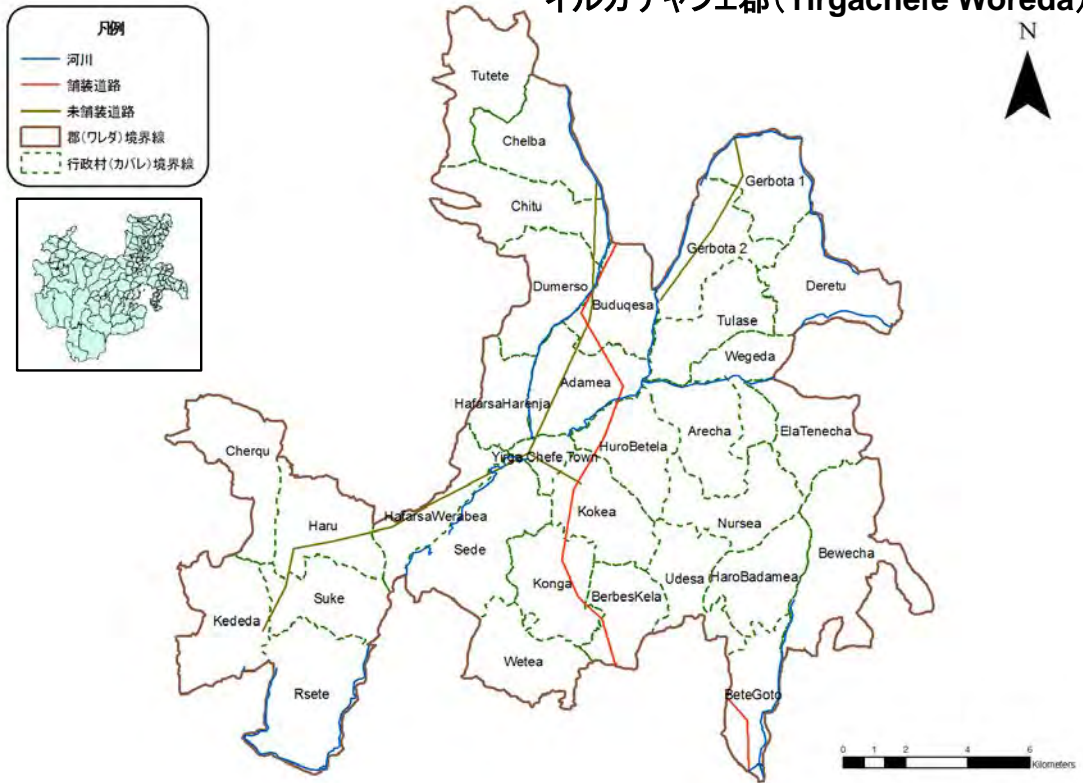 イルガチャフェ郡(Yirgachefe Woreda)
凡例
河川
舗装道路
未舗装道路
郡(ワレダ)境界線
行政村(カバレ)境界線
N
Tutete
Chelba
Chitu
Gerbota 1
Gerbota 2
Dumerso
Buduqesa
Deretu
Tulase
Wegeda
Adamea
HafarsaHarenja
Arecha
ElaTenecha
Cherqu
HuroBetela
Yirga Chefe Town
Kokea
Haru
HafarsaWerabea
Nursea
Sede
Bewecha
Konga
Udesa
HaroBadamea
Suke
BerbesKela
Kededa
Wetea
Rsete
BeteGoto
0 1 2 4 6
Kilometers